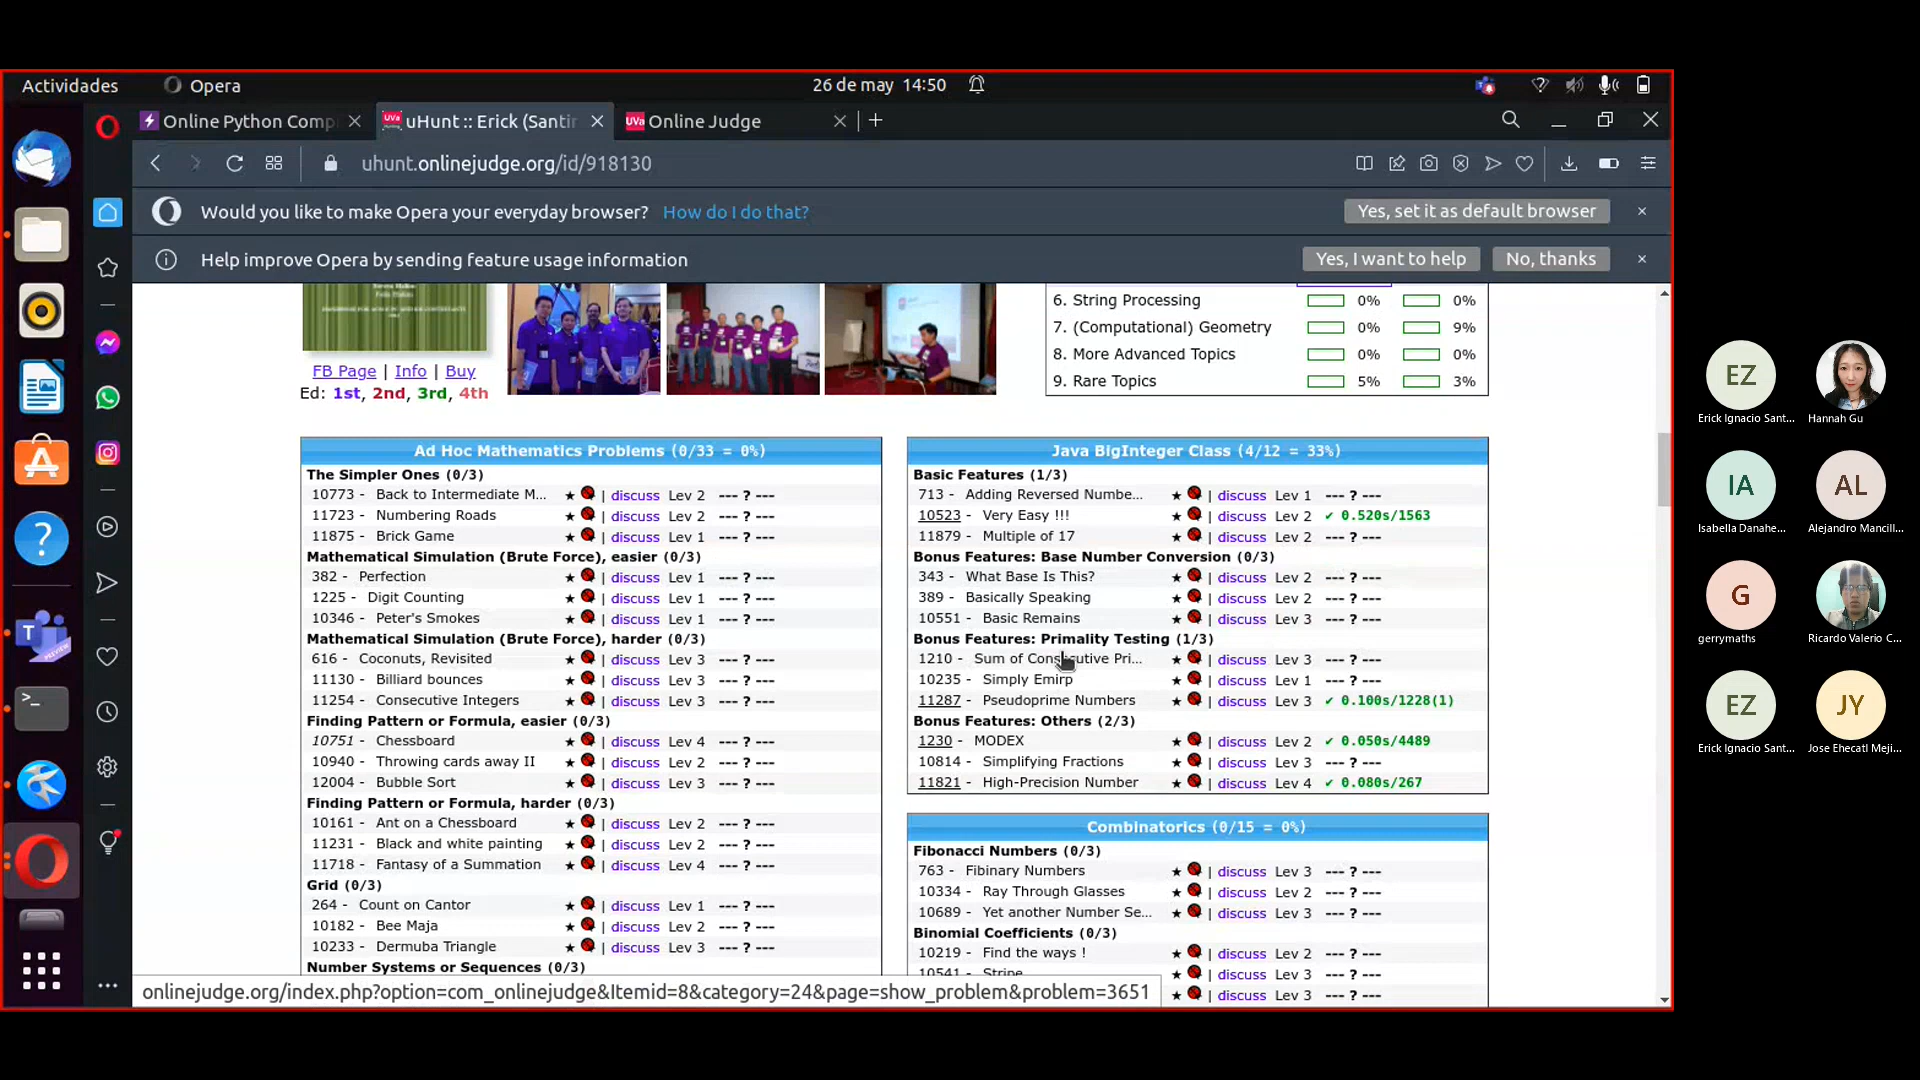 Actividades Opera 26 de may 14:50
Online Python Comp uHunt :: Erick (Santir Online Judge
uhunt.onlinejudge.org/id/918130
Would you like to make Opera your everyday browser? How do I do that? Yes, set it as default browser
Help improve Opera by sending feature usage information Yes, I want to help No, thanks
FB Page | Info | Buy
Ed: 1st, 2nd, 3rd, 4th
6. String Processing 0% 0%
7. (Computational) Geometry 0% 9%
8. More Advanced Topics 0% 0%
9. Rare Topics 5% 3%
Ad Hoc Mathematics Problems (0/33 = 0%)
The Simpler Ones (0/3)
10773 - Back to Intermediate M... | discuss Lev 2 --- ? ---
11723 - Numbering Roads | discuss Lev 2 --- ? ---
11875 - Brick Game | discuss Lev 1 --- ? ---
Mathematical Simulation (Brute Force), easier (0/3)
382 - Perfection | discuss Lev 1 --- ? ---
1225 - Digit Counting | discuss Lev 1 --- ? ---
10346 - Peter's Smokes | discuss Lev 1 --- ? ---
Mathematical Simulation (Brute Force), harder (0/3)
616 - Coconuts, Revisited | discuss Lev 3 --- ? ---
11130 - Billiard bounces | discuss Lev 3 --- ? ---
11254 - Consecutive Integers | discuss Lev 3 --- ? ---
Finding Pattern or Formula, easier (0/3)
10751 - Chessboard | discuss Lev 4 --- ? ---
10940 - Throwing cards away II | discuss Lev 2 --- ? ---
12004 - Bubble Sort | discuss Lev 3 --- ? ---
Finding Pattern or Formula, harder (0/3)
10161 - Ant on a Chessboard | discuss Lev 2 --- ? ---
11231 - Black and white painting | discuss Lev 2 --- ? ---
11718 - Fantasy of a Summation | discuss Lev 4 --- ? ---
Grid (0/3)
264 - Count on Cantor | discuss Lev 1 --- ? ---
10182 - Bee Maja | discuss Lev 2 --- ? ---
10233 - Dermuba Triangle | discuss Lev 3 --- ? ---
Number Systems or Sequences (0/3)
Java BigInteger Class (4/12 = 33%)
Basic Features (1/3)
713 - Adding Reversed Numbe... | discuss Lev 1 --- ? ---
10523 - Very Easy !!! | discuss Lev 2 ✔ 0.520s/1563
11879 - Multiple of 17 | discuss Lev 2 --- ? ---
Bonus Features: Base Number Conversion (0/3)
343 - What Base Is This? | discuss Lev 2 --- ? ---
389 - Basically Speaking | discuss Lev 2 --- ? ---
10551 - Basic Remains | discuss Lev 3 --- ? ---
Bonus Features: Primality Testing (1/3)
1210 - Sum of Consecutive Pri... | discuss Lev 3 --- ? ---
10235 - Simply Emirp | discuss Lev 1 --- ? ---
11287 - Pseudoprime Numbers | discuss Lev 3 ✔ 0.100s/1228(1)
Bonus Features: Others (2/3)
1230 - MODEX | discuss Lev 2 ✔ 0.050s/4489
10814 - Simplifying Fractions | discuss Lev 3 --- ? ---
11821 - High-Precision Number | discuss Lev 4 ✔ 0.080s/267
Combinatorics (0/15 = 0%)
Fibonacci Numbers (0/3)
763 - Fibinary Numbers | discuss Lev 3 --- ? ---
10334 - Ray Through Glasses | discuss Lev 2 --- ? ---
10689 - Yet another Number Se... | discuss Lev 3 --- ? ---
Binomial Coefficients (0/3)
10219 - Find the ways ! | discuss Lev 2 --- ? ---
10541 - Stripe | discuss Lev 3 --- ? ---
| discuss Lev 3 --- ? ---
onlinejudge.org/index.php?option=com_onlinejudge&Itemid=8&category=24&page=show_problem&problem=3651
EZ
Erick Ignacio Sant...
Hannah Gu
IA
Isabella Danahe...
AL
Alejandro Mancill...
G
gerrymaths
Ricardo Valerio C...
EZ
Erick Ignacio Sant...
JY
Jose Ehecatl Meji...